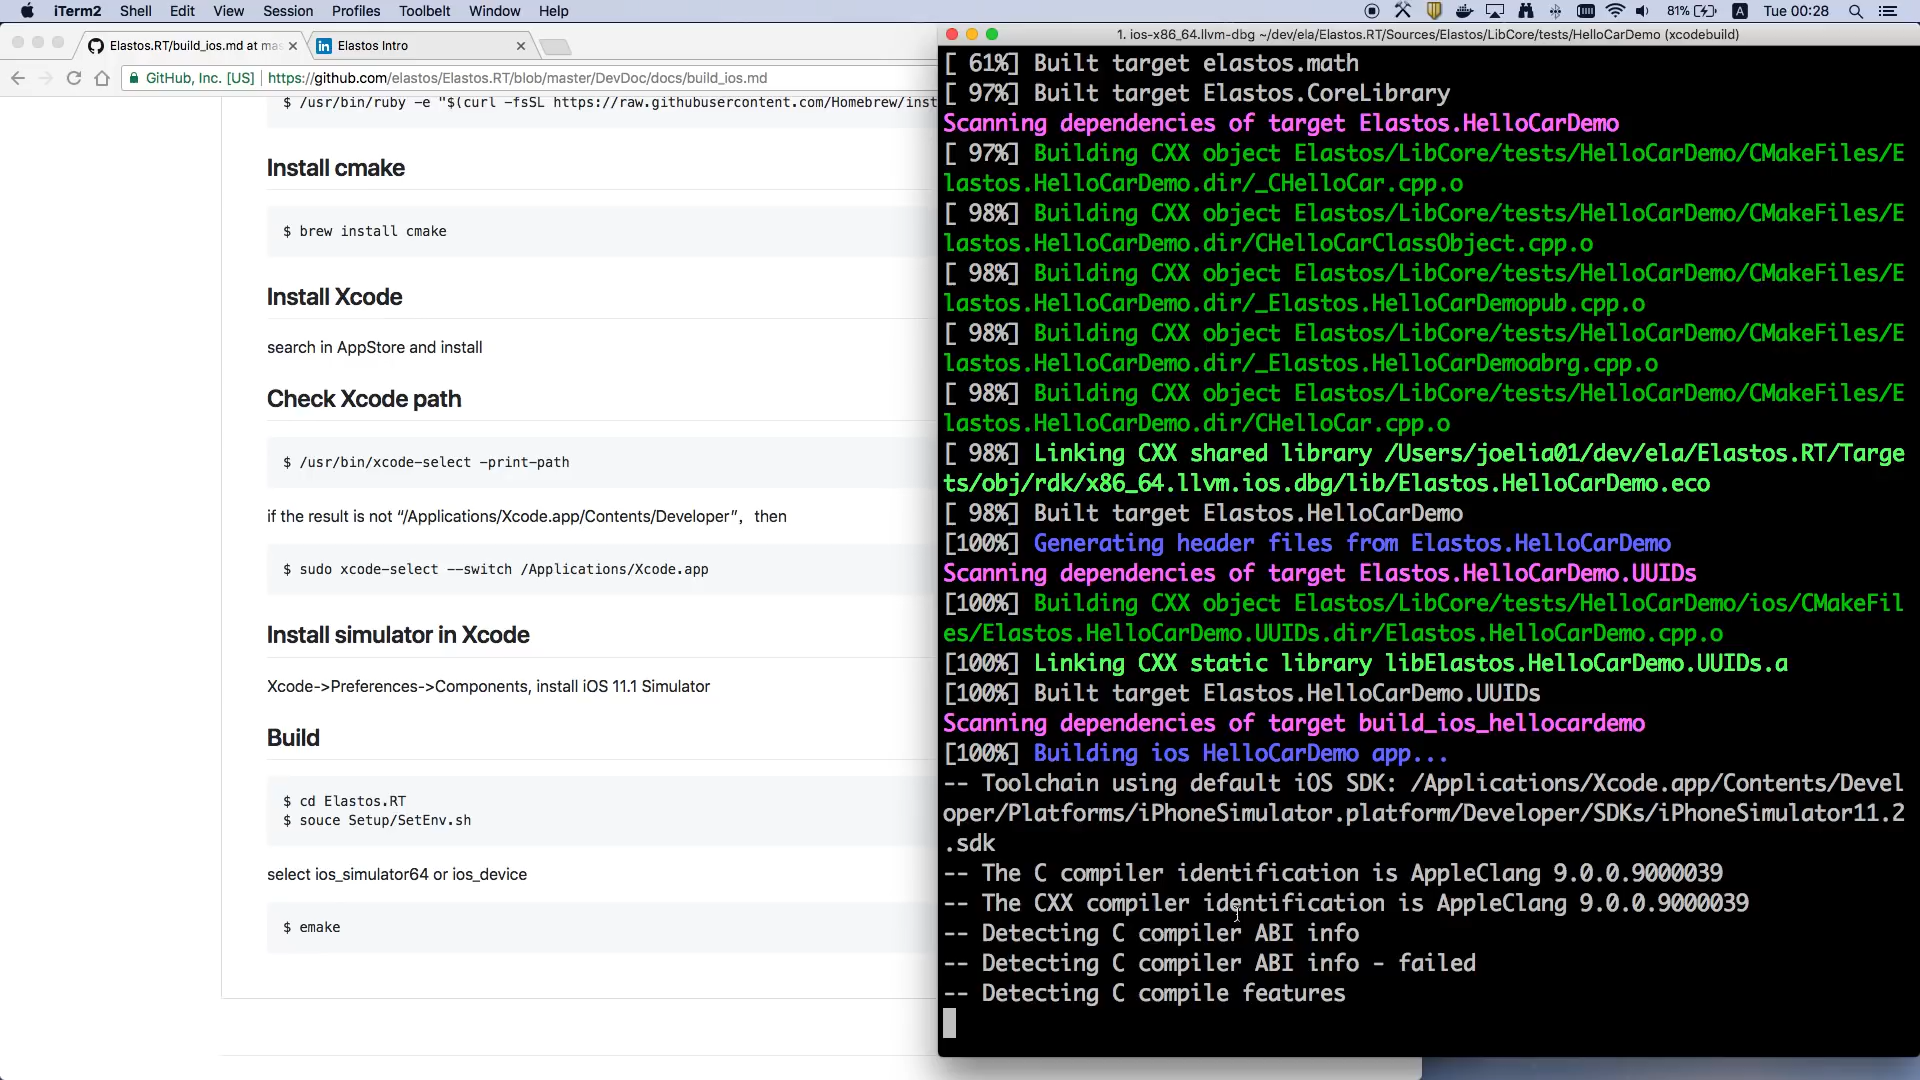 iTerm2 Shell Edit View Session Profiles Toolbelt Window Help
81% A Tue 00:28
Elastos.RT/build_ios.md at mas
Elastos Intro
GitHub, Inc. [US] | https://github.com/elastos/Elastos.RT/blob/master/DevDoc/docs/build_ios.md
$ /usr/bin/ruby -e "$(curl -fsSL https://raw.githubusercontent.com/Homebrew/inst
Install cmake
$ brew install cmake
Install Xcode
search in AppStore and install
Check Xcode path
$ /usr/bin/xcode-select -print-path
if the result is not “/Applications/Xcode.app/Contents/Developer”, then
$ sudo xcode-select --switch /Applications/Xcode.app
Install simulator in Xcode
Xcode->Preferences->Components, install iOS 11.1 Simulator
Build
$ cd Elastos.RT
$ souce Setup/SetEnv.sh
select ios_simulator64 or ios_device
$ emake
1. ios-x86_64.llvm-dbg ~/dev/ela/Elastos.RT/Sources/Elastos/LibCore/tests/HelloCarDemo (xcodebuild)
[ 61%] Built target elastos.math
[ 97%] Built target Elastos.CoreLibrary
Scanning dependencies of target Elastos.HelloCarDemo
[ 97%] Building CXX object Elastos/LibCore/tests/HelloCarDemo/CMakeFiles/E
lastos.HelloCarDemo.dir/_CHelloCar.cpp.o
[ 98%] Building CXX object Elastos/LibCore/tests/HelloCarDemo/CMakeFiles/E
lastos.HelloCarDemo.dir/CHelloCarClassObject.cpp.o
[ 98%] Building CXX object Elastos/LibCore/tests/HelloCarDemo/CMakeFiles/E
lastos.HelloCarDemo.dir/_Elastos.HelloCarDemopub.cpp.o
[ 98%] Building CXX object Elastos/LibCore/tests/HelloCarDemo/CMakeFiles/E
lastos.HelloCarDemo.dir/_Elastos.HelloCarDemoabrg.cpp.o
[ 98%] Building CXX object Elastos/LibCore/tests/HelloCarDemo/CMakeFiles/E
lastos.HelloCarDemo.dir/CHelloCar.cpp.o
[ 98%] Linking CXX shared library /Users/joelia01/dev/ela/Elastos.RT/Targe
ts/obj/rdk/x86_64.llvm.ios.dbg/lib/Elastos.HelloCarDemo.eco
[ 98%] Built target Elastos.HelloCarDemo
[100%] Generating header files from Elastos.HelloCarDemo
Scanning dependencies of target Elastos.HelloCarDemo.UUIDs
[100%] Building CXX object Elastos/LibCore/tests/HelloCarDemo/ios/CMakeFil
es/Elastos.HelloCarDemo.UUIDs.dir/Elastos.HelloCarDemo.cpp.o
[100%] Linking CXX static library libElastos.HelloCarDemo.UUIDs.a
[100%] Built target Elastos.HelloCarDemo.UUIDs
Scanning dependencies of target build_ios_hellocardemo
[100%] Building ios HelloCarDemo app...
-- Toolchain using default iOS SDK: /Applications/Xcode.app/Contents/Devel
oper/Platforms/iPhoneSimulator.platform/Developer/SDKs/iPhoneSimulator11.2
.sdk
-- The C compiler identification is AppleClang 9.0.0.9000039
-- The CXX compiler identification is AppleClang 9.0.0.9000039
-- Detecting C compiler ABI info
-- Detecting C compiler ABI info - failed
-- Detecting C compile features